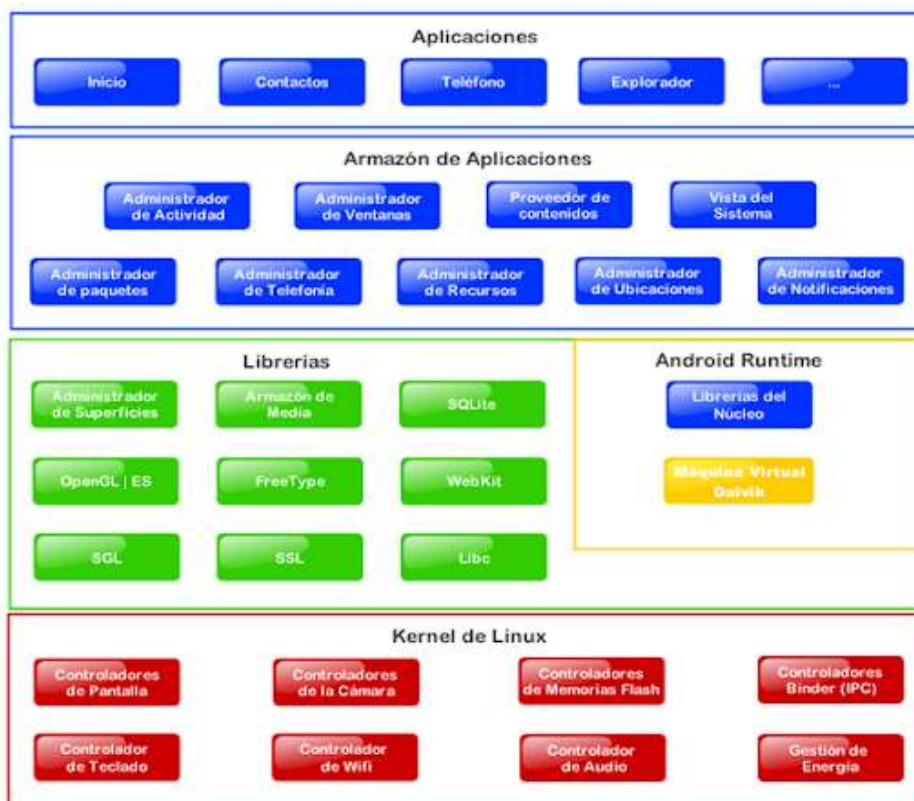 Aplicaciones
Inicio
Contactos
Teléfono
Explorador
...
Armazón de Aplicaciones
Administrador
de Actividad
Administrador
de Ventanas
Proveedor de
contenidos
Vista del
Sistema
Administrador
de paquetes
Administrador
de Telefonía
Administrador
de Recursos
Administrador
de Ubicaciones
Administrador
de Notificaciones
Librerias
Administrador
de Superficies
Armazón de
Media
SQLite
OpenGL | ES
FreeType
WebKit
SGL
SSL
Libc
Android Runtime
Librerias del
Núcleo
Máquina Virtual
Dalvik
Kernel de Linux
Controladores
de Pantalla
Controladores
de la Cámara
Controladores
de Memorias Flash
Controladores
Binder (IPC)
Controlador
de Teclado
Controlador
de Wifi
Controlador
de Audio
Gestión de
Energía